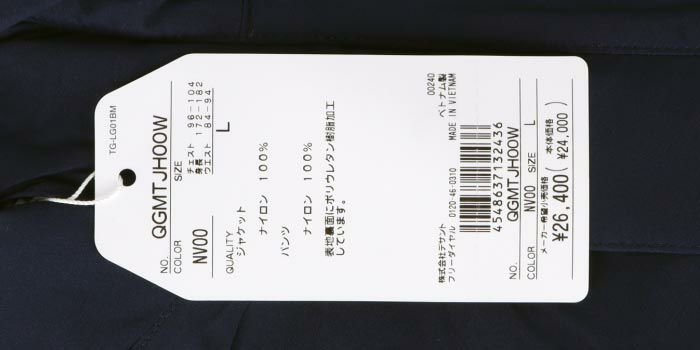 TG-LG01BM
NO. QGMT JH00W
COLOR SIZE
チェスト 96-104
身長 172-182
ウエスト 84-94
NV00 L
QUALITY
ジャケット
ナイロン 100%
パンツ
ナイロン 100%
表地裏面にポリウレタン樹脂加工
しています。
株式会社デサント
フリーダイヤル 0120-46-0310
00240
ベトナム製
MADE IN VIETNAM
4548637132436
NO. QGMT JH00W
COLOR NV00 SIZE L
メーカー希望小売価格 本体価格
¥26,400 (¥24,000)